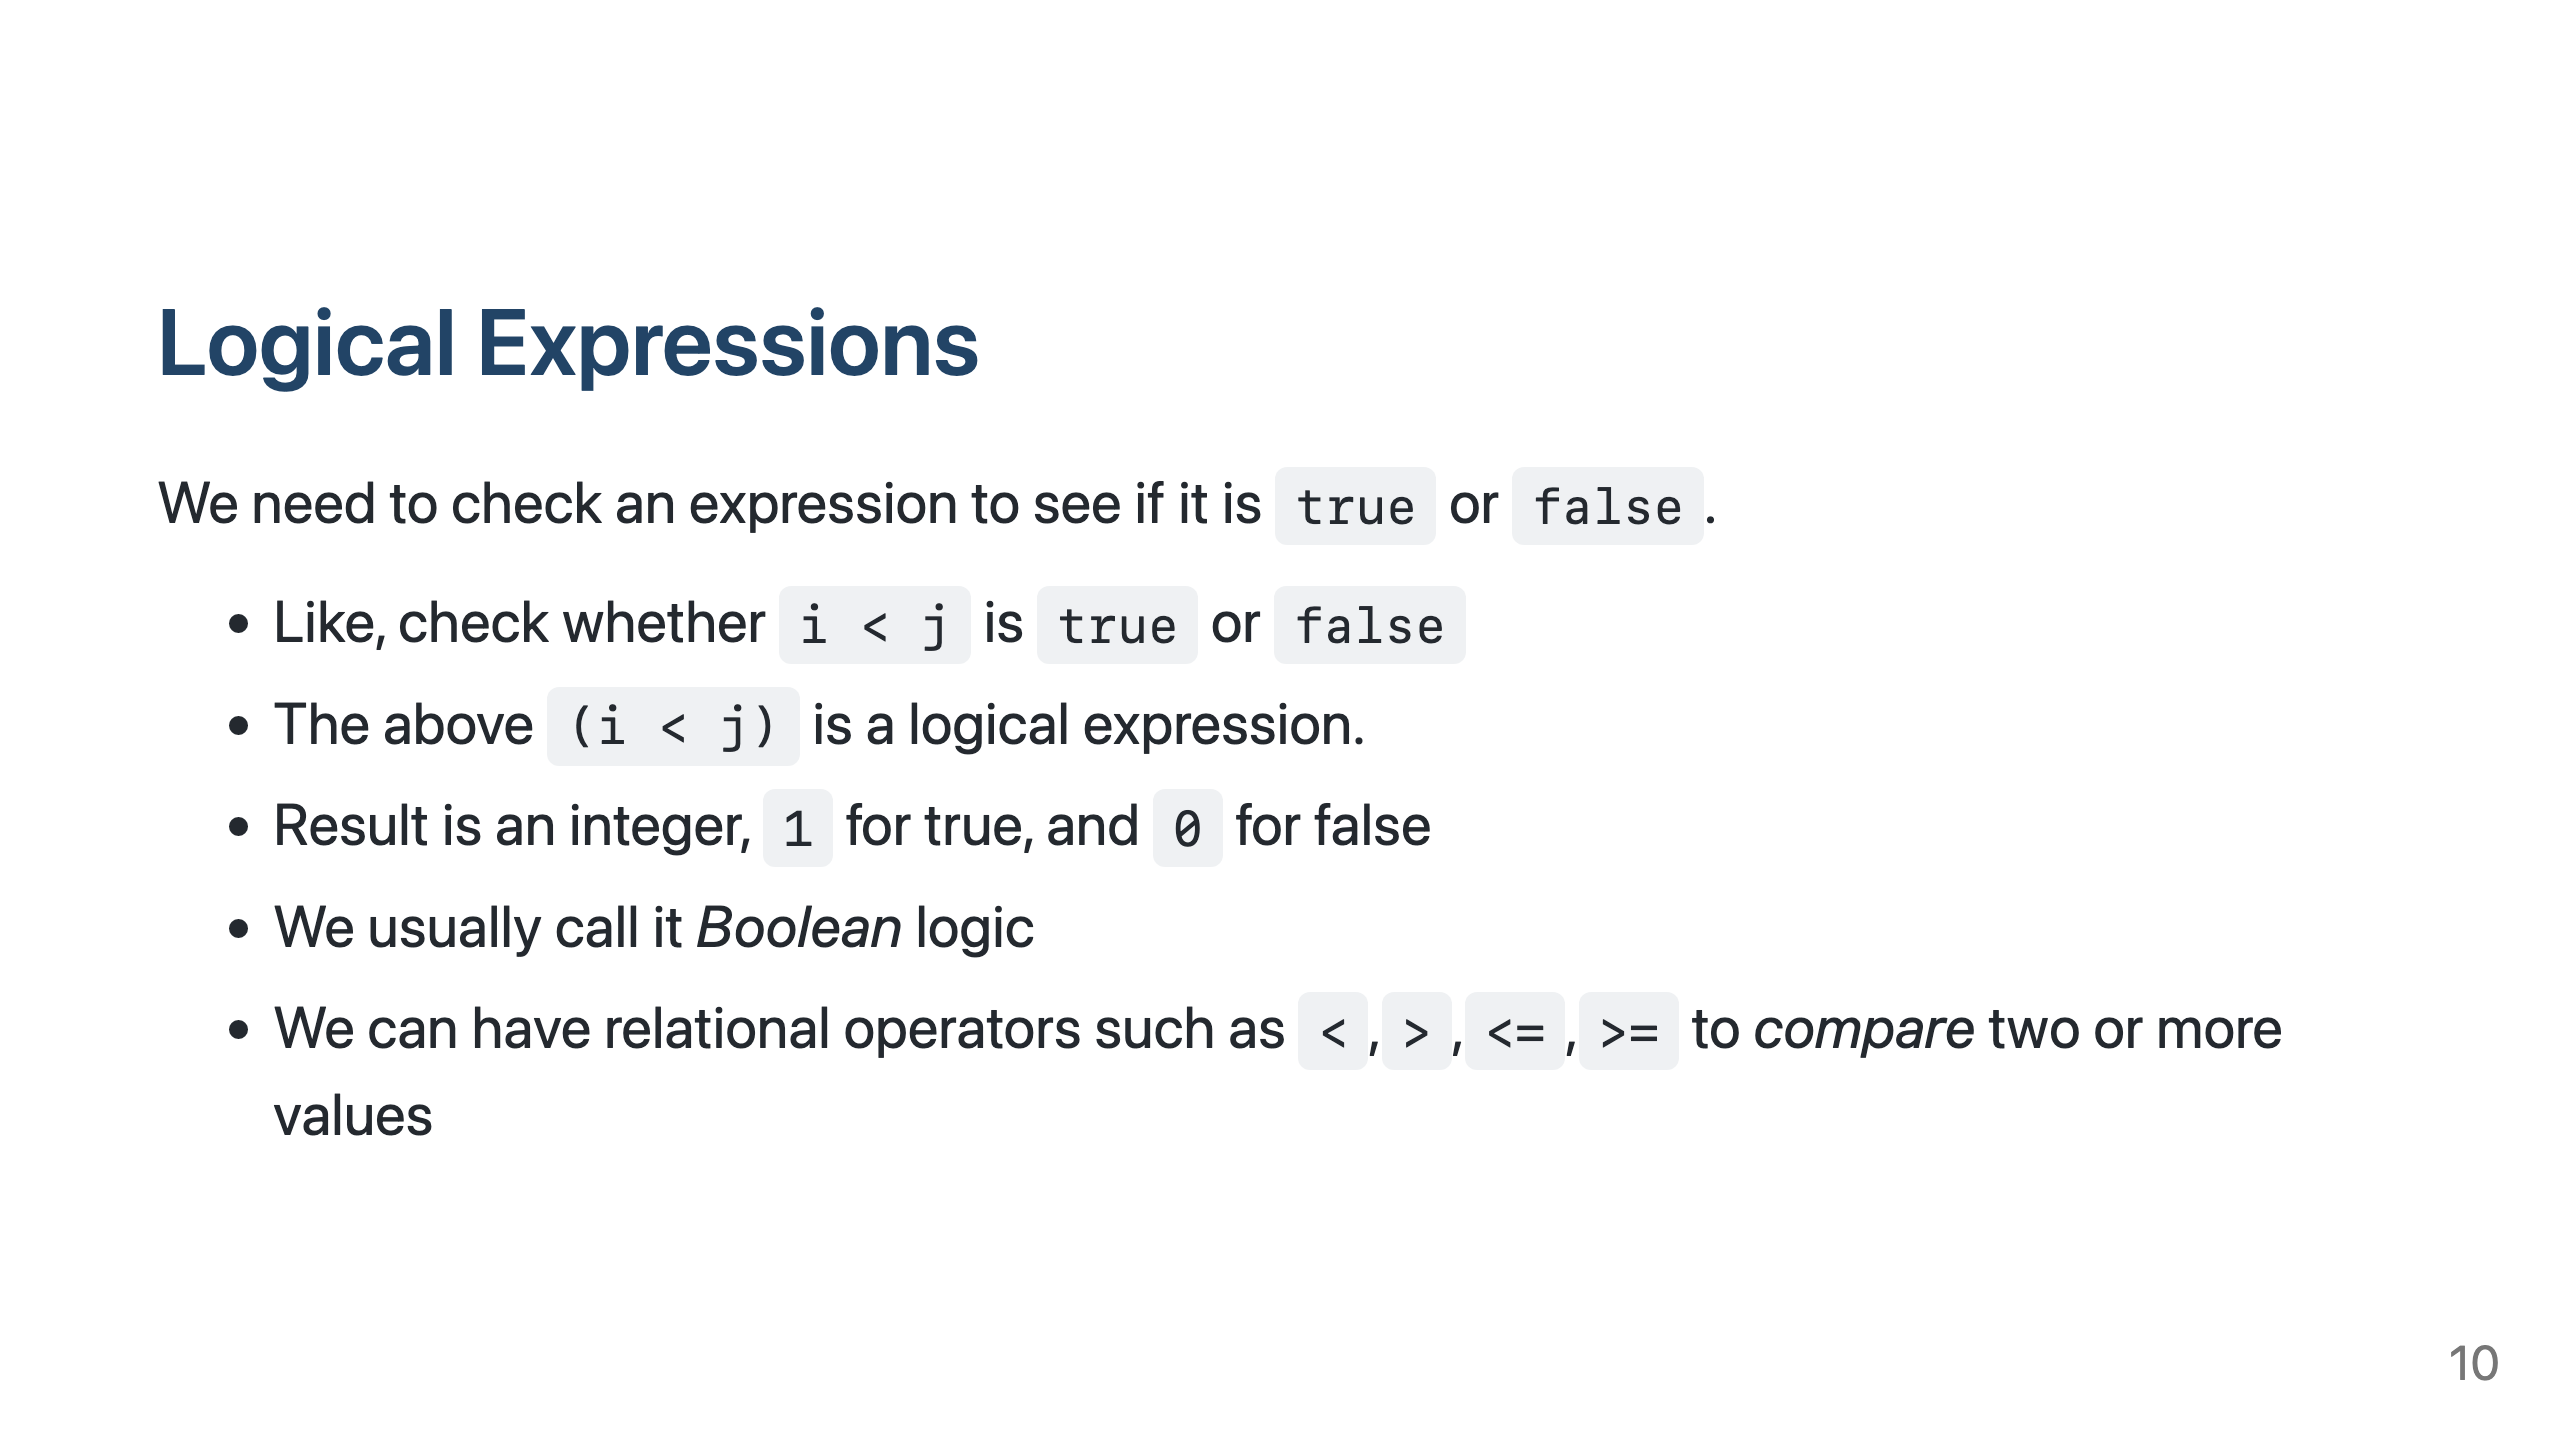 Logical Expressions
We need to check an expression to see if it is true or false.
• Like, check whether i < j is true or false
• The above (i < j) is a logical expression.
• Result is an integer, 1 for true, and 0 for false
• We usually call it Boolean logic
• We can have relational operators such as <, >, <=, >= to compare two or more
values
10